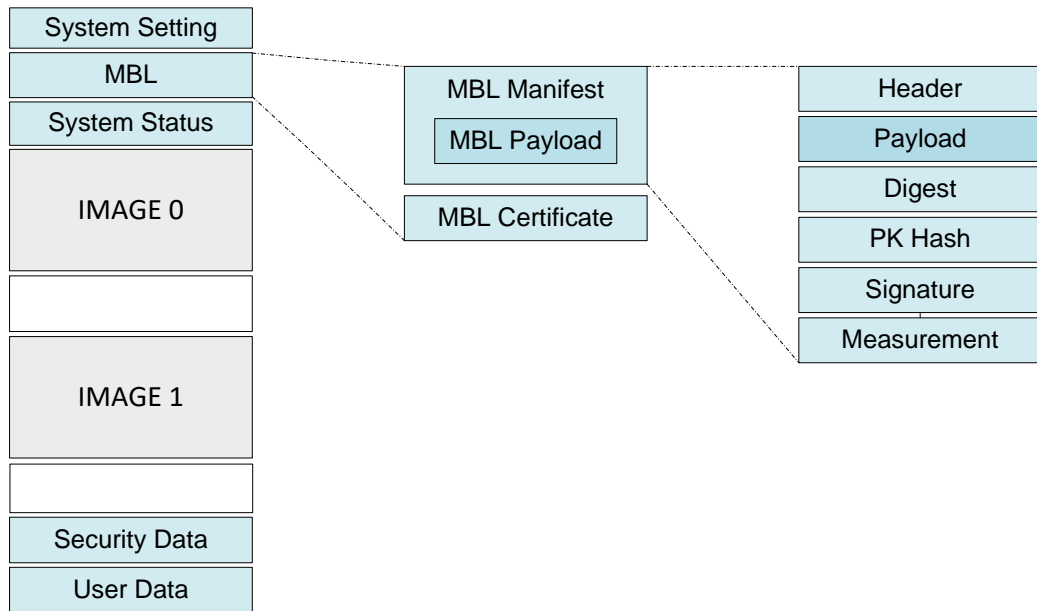 System Setting
MBL
System Status
IMAGE 0
IMAGE 1
Security Data
User Data
MBL Manifest
MBL Payload
MBL Certificate
Header
Payload
Digest
PK Hash
Signature
Measurement